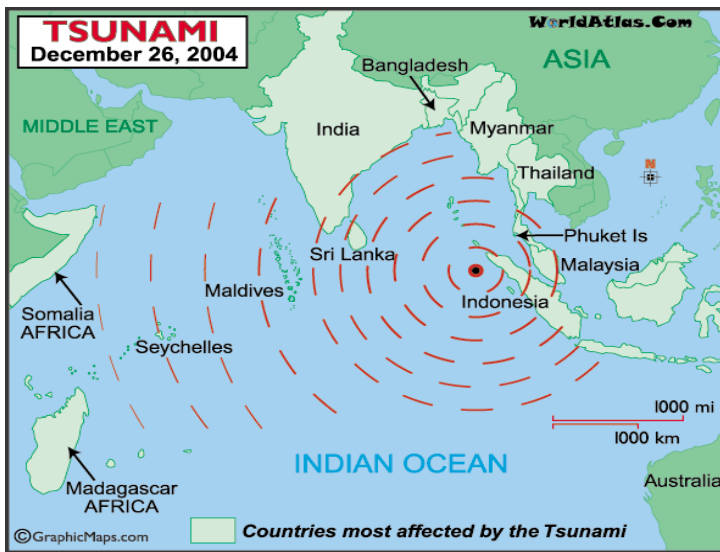 TSUNAMI
December 26, 2004
WorldAtlas.Com
ASIA
Bangladesh
MIDDLE EAST
India
Myanmar
Thailand
N
Phuket Is
Sri Lanka
Malaysia
Maldives
Indonesia
Somalia
AFRICA
Seychelles
1000 mi
1000 km
INDIAN OCEAN
Australia
Madagascar
AFRICA
©GraphicMaps.com
Countries most affected by the Tsunami